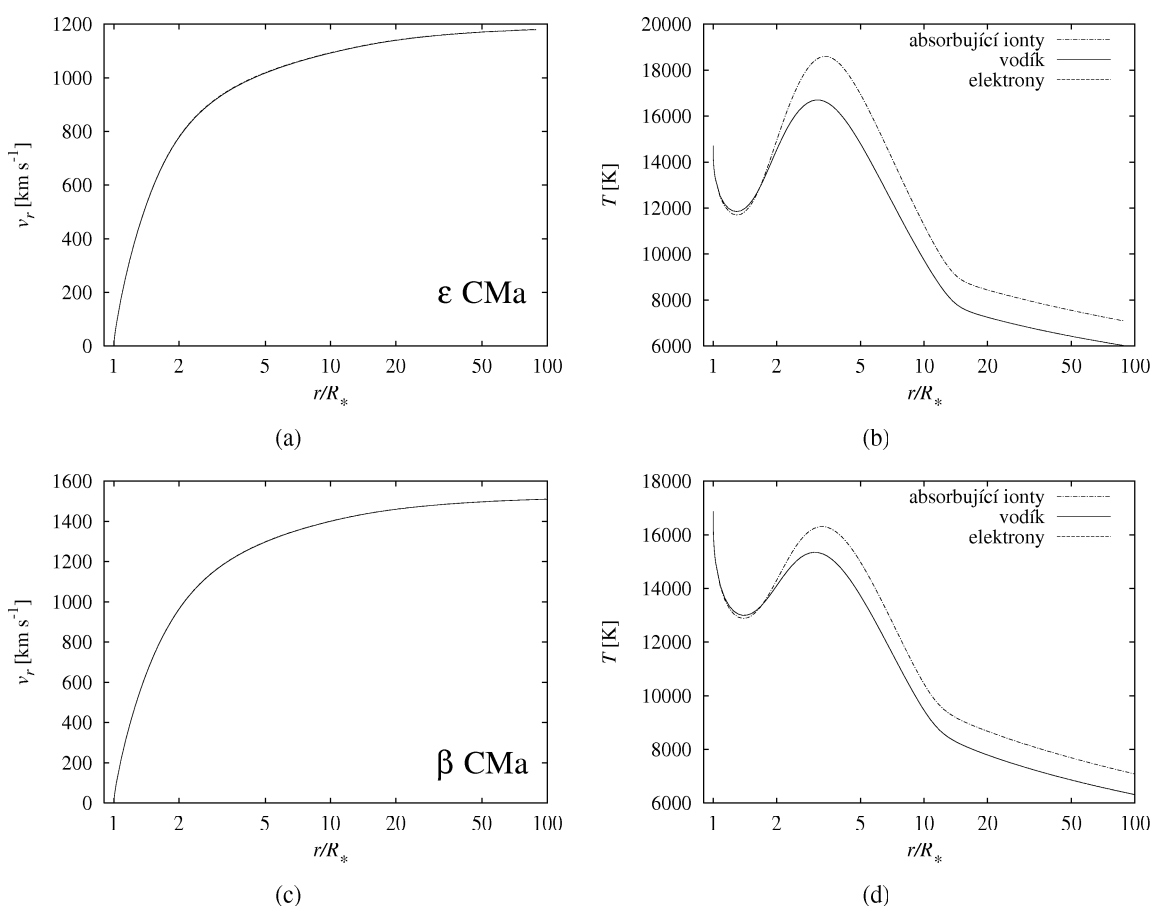 1200
1000
800
600
400
200
0
v_r [km s^-1]
ε CMa
1 2 5 10 20 50 100
r/R_*
(a)
20000
18000
16000
14000
12000
10000
8000
6000
T [K]
absorbující ionty
vodík
elektrony
1 2 5 10 20 50 100
r/R_*
(b)
1600
1400
1200
1000
800
600
400
200
0
v_r [km s^-1]
β CMa
1 2 5 10 20 50 100
r/R_*
(c)
18000
16000
14000
12000
10000
8000
6000
T [K]
absorbující ionty
vodík
elektrony
1 2 5 10 20 50 100
r/R_*
(d)